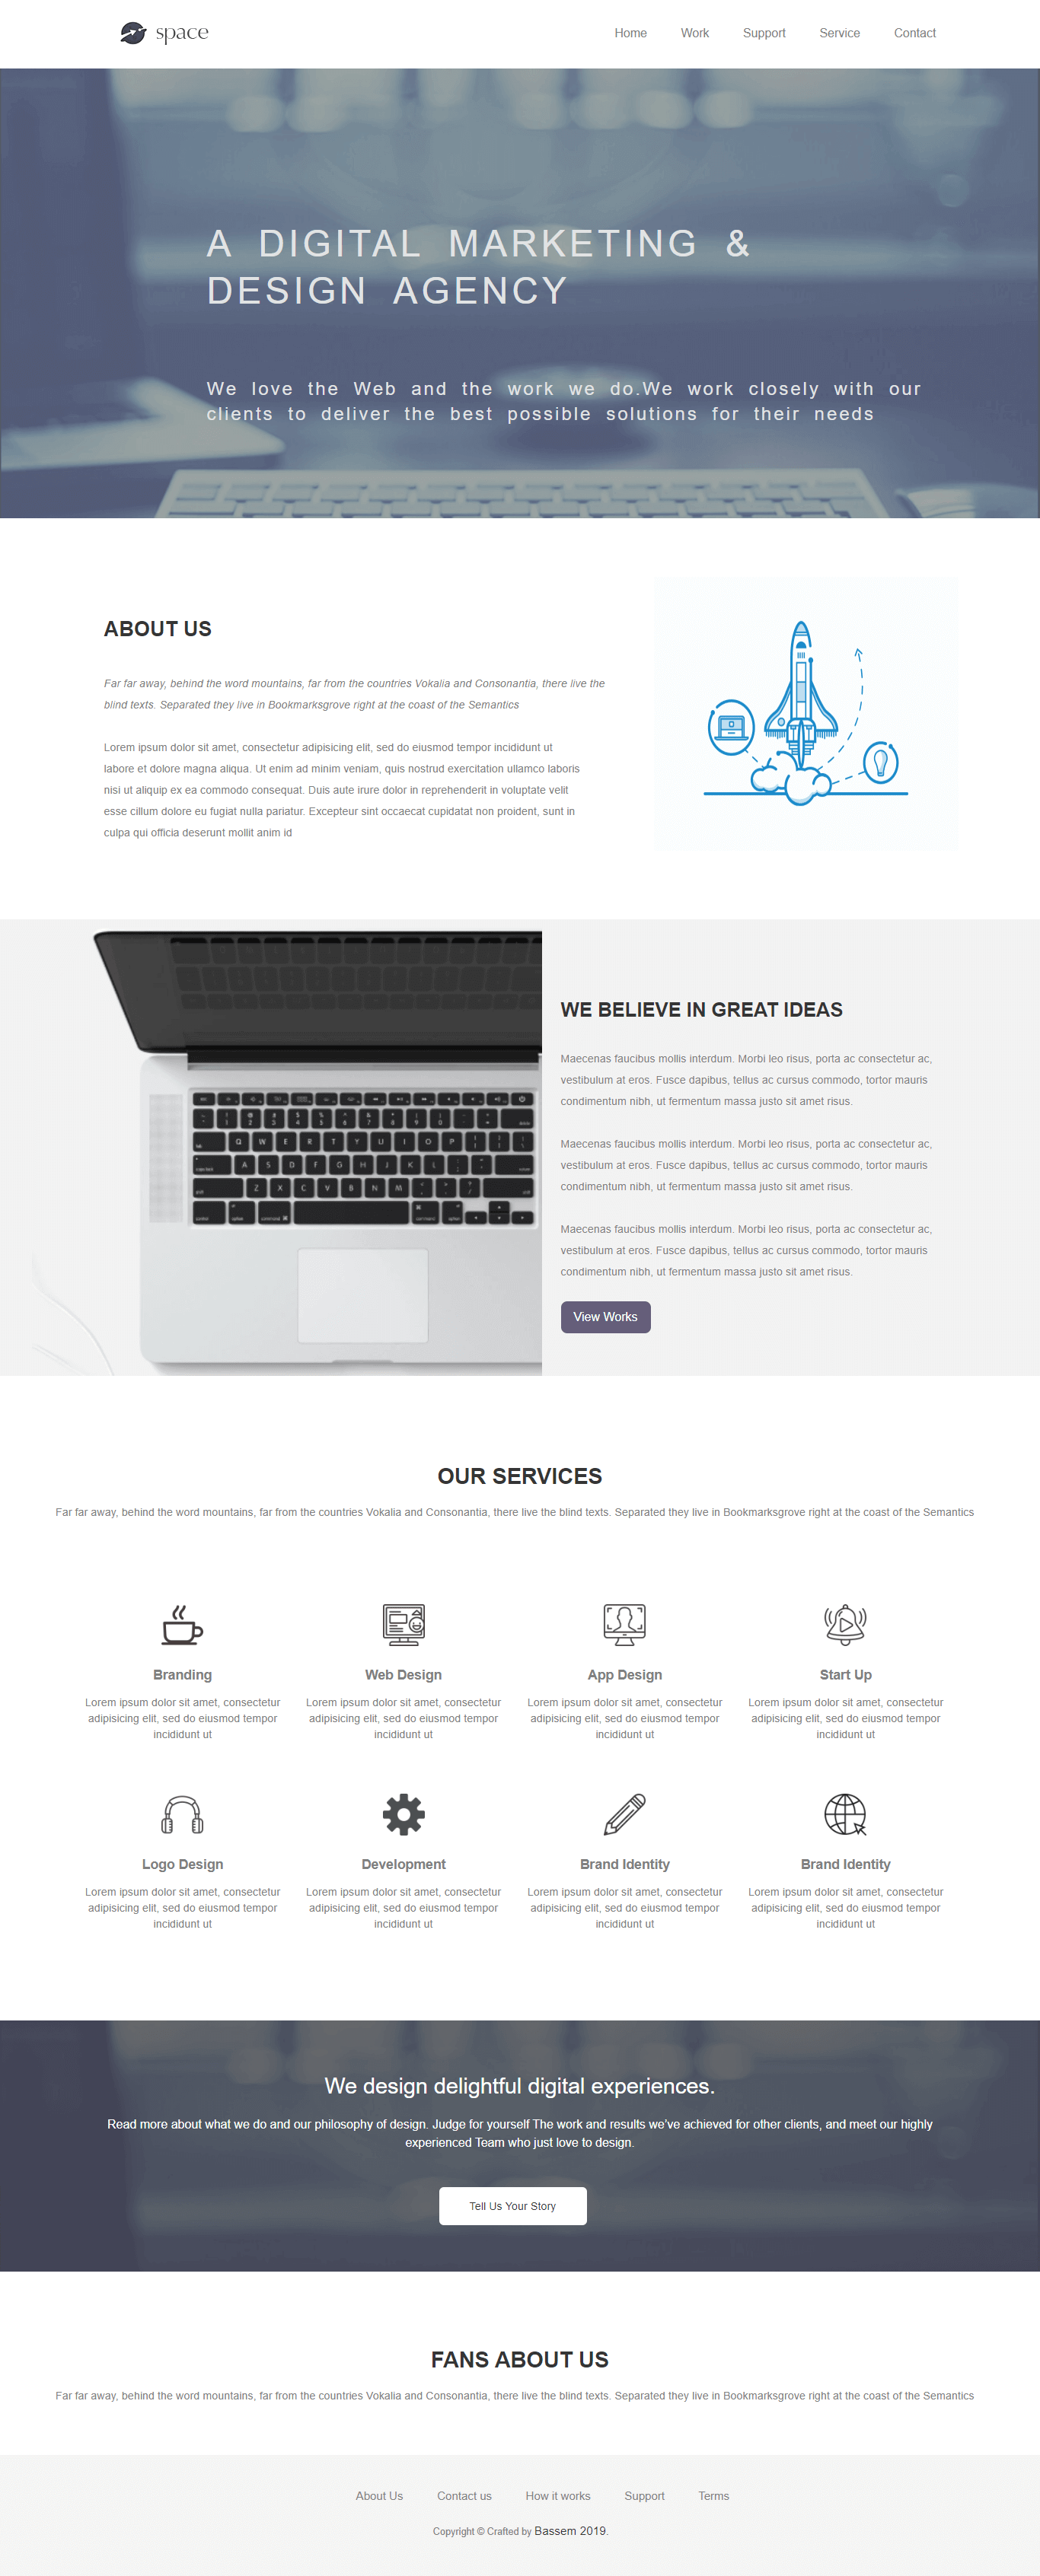 space
Home Work Support Service Contact
A DIGITAL MARKETING &
DESIGN AGENCY
We love the Web and the work we do.We work closely with our
clients to deliver the best possible solutions for their needs
ABOUT US
Far far away, behind the word mountains, far from the countries Vokalia and Consonantia, there live the
blind texts. Separated they live in Bookmarksgrove right at the coast of the Semantics
Lorem ipsum dolor sit amet, consectetur adipisicing elit, sed do eiusmod tempor incididunt ut
labore et dolore magna aliqua. Ut enim ad minim veniam, quis nostrud exercitation ullamco laboris
nisi ut aliquip ex ea commodo consequat. Duis aute irure dolor in reprehenderit in voluptate velit
esse cillum dolore eu fugiat nulla pariatur. Excepteur sint occaecat cupidatat non proident, sunt in
culpa qui officia deserunt mollit anim id
WE BELIEVE IN GREAT IDEAS
Maecenas faucibus mollis interdum. Morbi leo risus, porta ac consectetur ac,
vestibulum at eros. Fusce dapibus, tellus ac cursus commodo, tortor mauris
condimentum nibh, ut fermentum massa justo sit amet risus.
Maecenas faucibus mollis interdum. Morbi leo risus, porta ac consectetur ac,
vestibulum at eros. Fusce dapibus, tellus ac cursus commodo, tortor mauris
condimentum nibh, ut fermentum massa justo sit amet risus.
Maecenas faucibus mollis interdum. Morbi leo risus, porta ac consectetur ac,
vestibulum at eros. Fusce dapibus, tellus ac cursus commodo, tortor mauris
condimentum nibh, ut fermentum massa justo sit amet risus.
View Works
Q W E R T Y U I O P
A S D F G H J K L
Z X C V B N M
OUR SERVICES
Far far away, behind the word mountains, far from the countries Vokalia and Consonantia, there live the blind texts. Separated they live in Bookmarksgrove right at the coast of the Semantics
Branding
Lorem ipsum dolor sit amet, consectetur
adipisicing elit, sed do eiusmod tempor
incididunt ut
Web Design
Lorem ipsum dolor sit amet, consectetur
adipisicing elit, sed do eiusmod tempor
incididunt ut
App Design
Lorem ipsum dolor sit amet, consectetur
adipisicing elit, sed do eiusmod tempor
incididunt ut
Start Up
Lorem ipsum dolor sit amet, consectetur
adipisicing elit, sed do eiusmod tempor
incididunt ut
Logo Design
Lorem ipsum dolor sit amet, consectetur
adipisicing elit, sed do eiusmod tempor
incididunt ut
Development
Lorem ipsum dolor sit amet, consectetur
adipisicing elit, sed do eiusmod tempor
incididunt ut
Brand Identity
Lorem ipsum dolor sit amet, consectetur
adipisicing elit, sed do eiusmod tempor
incididunt ut
Brand Identity
Lorem ipsum dolor sit amet, consectetur
adipisicing elit, sed do eiusmod tempor
incididunt ut
We design delightful digital experiences.
Read more about what we do and our philosophy of design. Judge for yourself The work and results we've achieved for other clients, and meet our highly
experienced Team who just love to design.
Tell Us Your Story
FANS ABOUT US
Far far away, behind the word mountains, far from the countries Vokalia and Consonantia, there live the blind texts. Separated they live in Bookmarksgrove right at the coast of the Semantics
About Us Contact us How it works Support Terms
Copyright © Crafted by Bassem 2019.